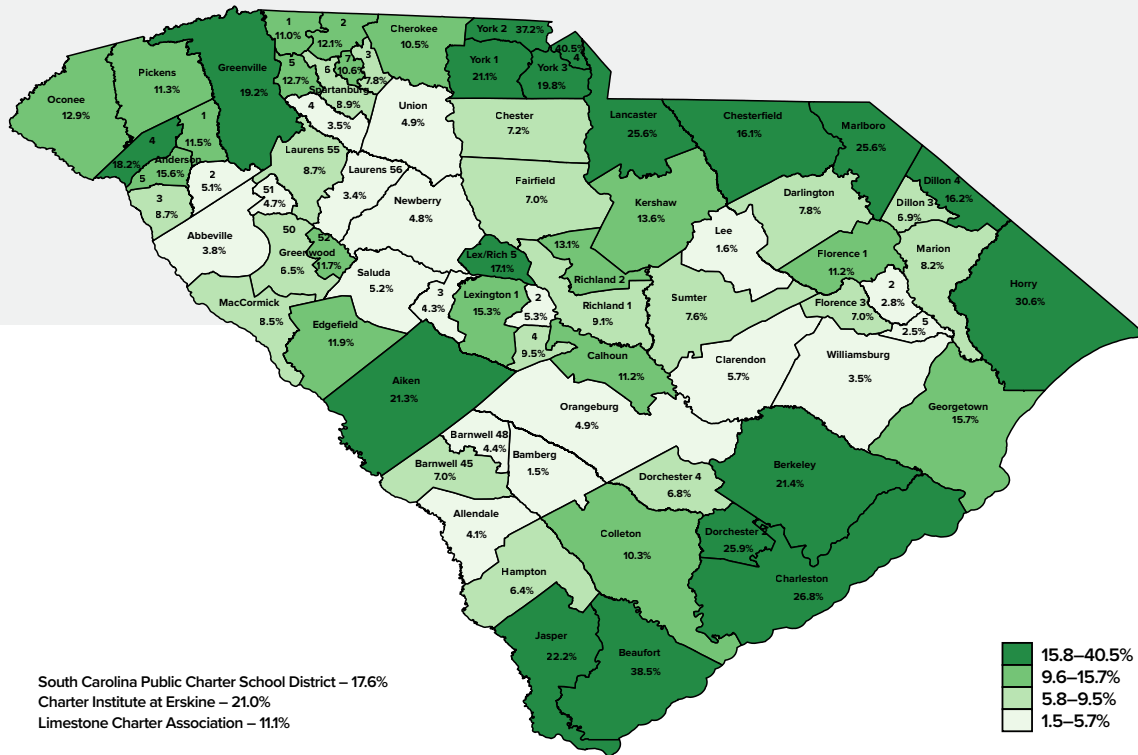 1
11.0%
2
12.1%
Cherokee
10.5%
York 2 37.2%
40.5%
4
Pickens
11.3%
Greenville
19.2%
5
12.7%
6
7
10.6%
3
7.8%
Spartanburg
8.9%
York 1
21.1%
York 3
19.8%
Oconee
12.9%
4
3.5%
Union
4.9%
Chester
7.2%
Lancaster
25.6%
Chesterfield
16.1%
Marlboro
25.6%
1
11.5%
4
18.2%
Anderson
5
15.6%
2
5.1%
3
8.7%
Laurens 55
8.7%
Laurens 56
3.4%
51
4.7%
Fairfield
7.0%
Kershaw
13.6%
Darlington
7.8%
Dillon 4
16.2%
Dillon 3
6.9%
Newberry
4.8%
Abbeville
3.8%
50
Greenwood
6.5%
52
11.7%
Lee
1.6%
Lex/Rich 5
17.1%
13.1%
Richland 2
Florence 1
11.2%
Marion
8.2%
Saluda
5.2%
3
4.3%
Lexington 1
15.3%
2
5.3%
Richland 1
9.1%
Sumter
7.6%
Florence 3
7.0%
2
2.8%
5
2.5%
Horry
30.6%
MacCormick
8.5%
Edgefield
11.9%
4
9.5%
Calhoun
11.2%
Clarendon
5.7%
Williamsburg
3.5%
Aiken
21.3%
Orangeburg
4.9%
Georgetown
15.7%
Barnwell 48
4.4%
Bamberg
1.5%
Barnwell 45
7.0%
Dorchester 4
6.8%
Berkeley
21.4%
Allendale
4.1%
Colleton
10.3%
Dorchester 2
25.9%
Hampton
6.4%
Charleston
26.8%
Jasper
22.2%
Beaufort
38.5%
South Carolina Public Charter School District – 17.6%
Charter Institute at Erskine – 21.0%
Limestone Charter Association – 11.1%
15.8–40.5%
9.6–15.7%
5.8–9.5%
1.5–5.7%